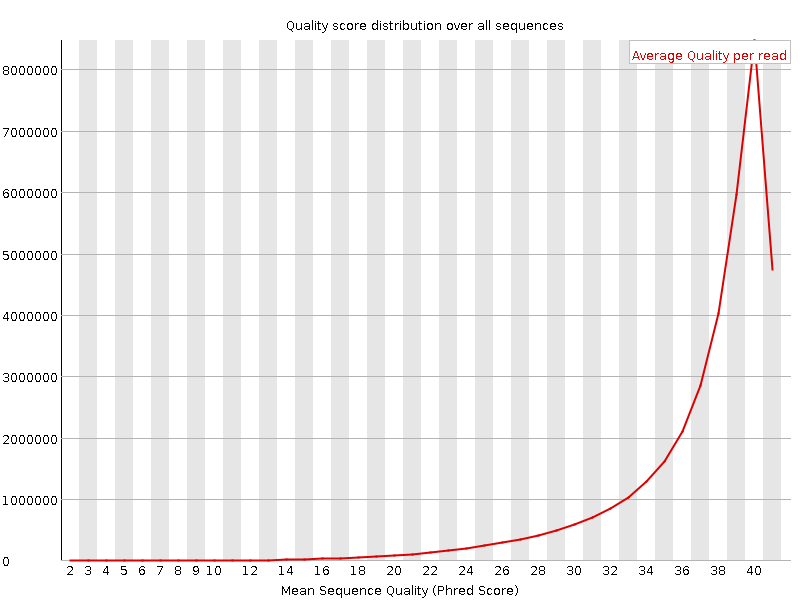 Quality score distribution over all sequences
Average Quality per read
8000000
7000000
6000000
5000000
4000000
3000000
2000000
1000000
0
2 3 4 5 6 7 8 9 10 12 14 16 18 20 22 24 26 28 30 32 34 36 38 40
Mean Sequence Quality (Phred Score)